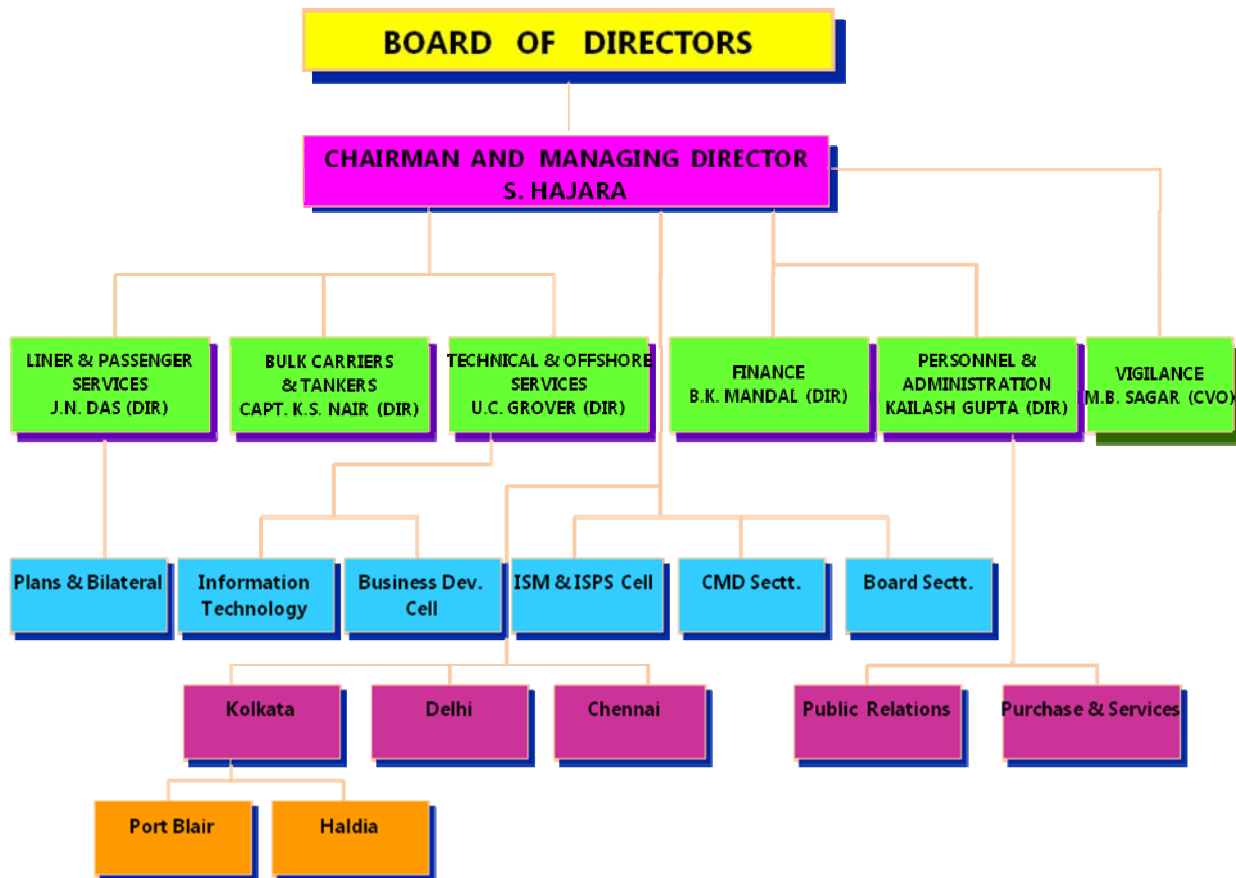 BOARD OF DIRECTORS
CHAIRMAN AND MANAGING DIRECTOR
S. HAJARA
LINER & PASSENGER
SERVICES
J.N. DAS (DIR)
BULK CARRIERS
& TANKERS
CAPT. K.S. NAIR (DIR)
TECHNICAL & OFFSHORE
SERVICES
U.C. GROVER (DIR)
FINANCE
B.K. MANDAL (DIR)
PERSONNEL &
ADMINISTRATION
KAILASH GUPTA (DIR)
VIGILANCE
M.B. SAGAR (CVO)
Plans & Bilateral
Information
Technology
Business Dev.
Cell
ISM & ISPS Cell
CMD Sectt.
Board Sectt.
Kolkata
Delhi
Chennai
Public Relations
Purchase & Services
Port Blair
Haldia